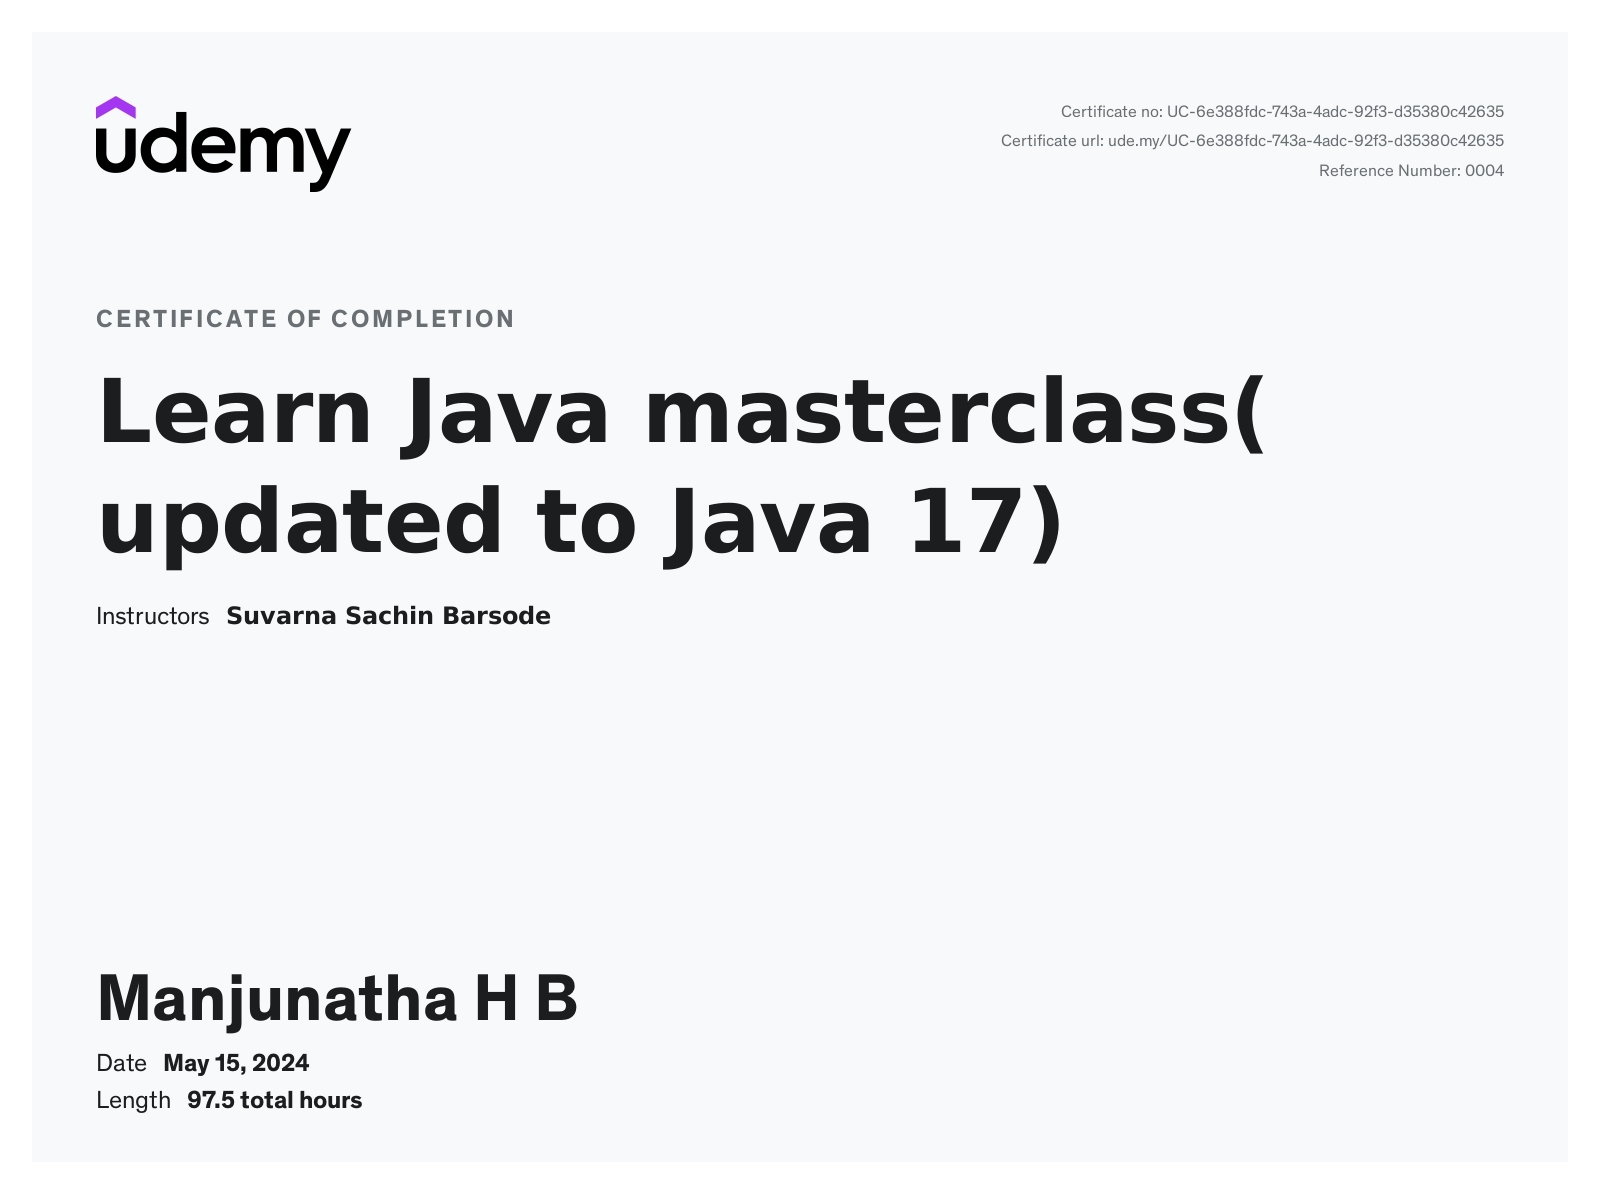 udemy
Certificate no: UC-6e388fdc-743a-4adc-92f3-d35380c42635
Certificate url: ude.my/UC-6e388fdc-743a-4adc-92f3-d35380c42635
Reference Number: 0004
CERTIFICATE OF COMPLETION
Learn Java masterclass(
updated to Java 17)
Instructors Suvarna Sachin Barsode
Manjunatha H B
Date May 15, 2024
Length 97.5 total hours